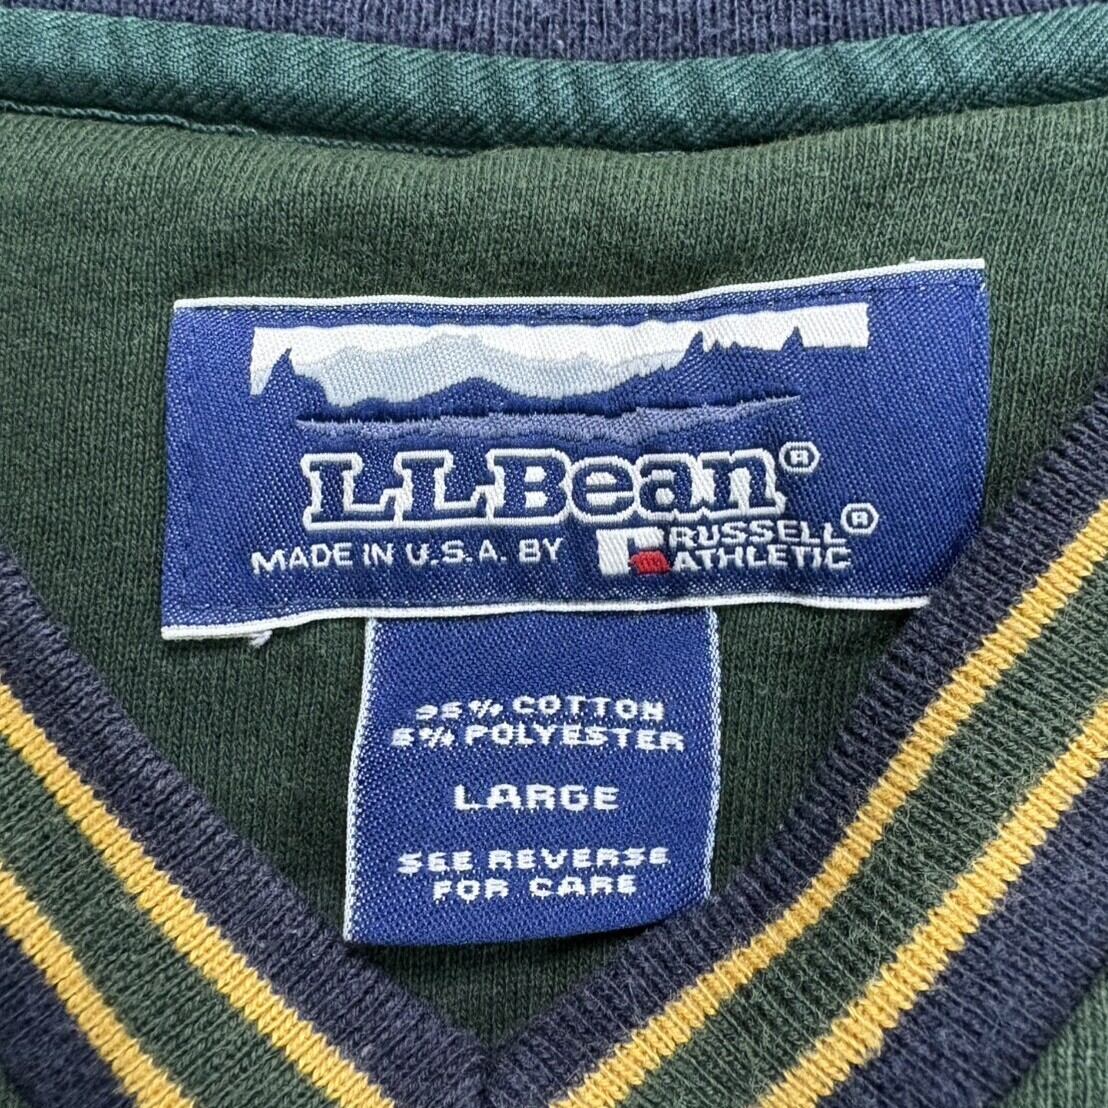 L.L.Bean®
MADE IN U.S.A. BY RUSSELL ATHLETIC®
95% COTTON
5% POLYESTER
LARGE
SEE REVERSE
FOR CARE